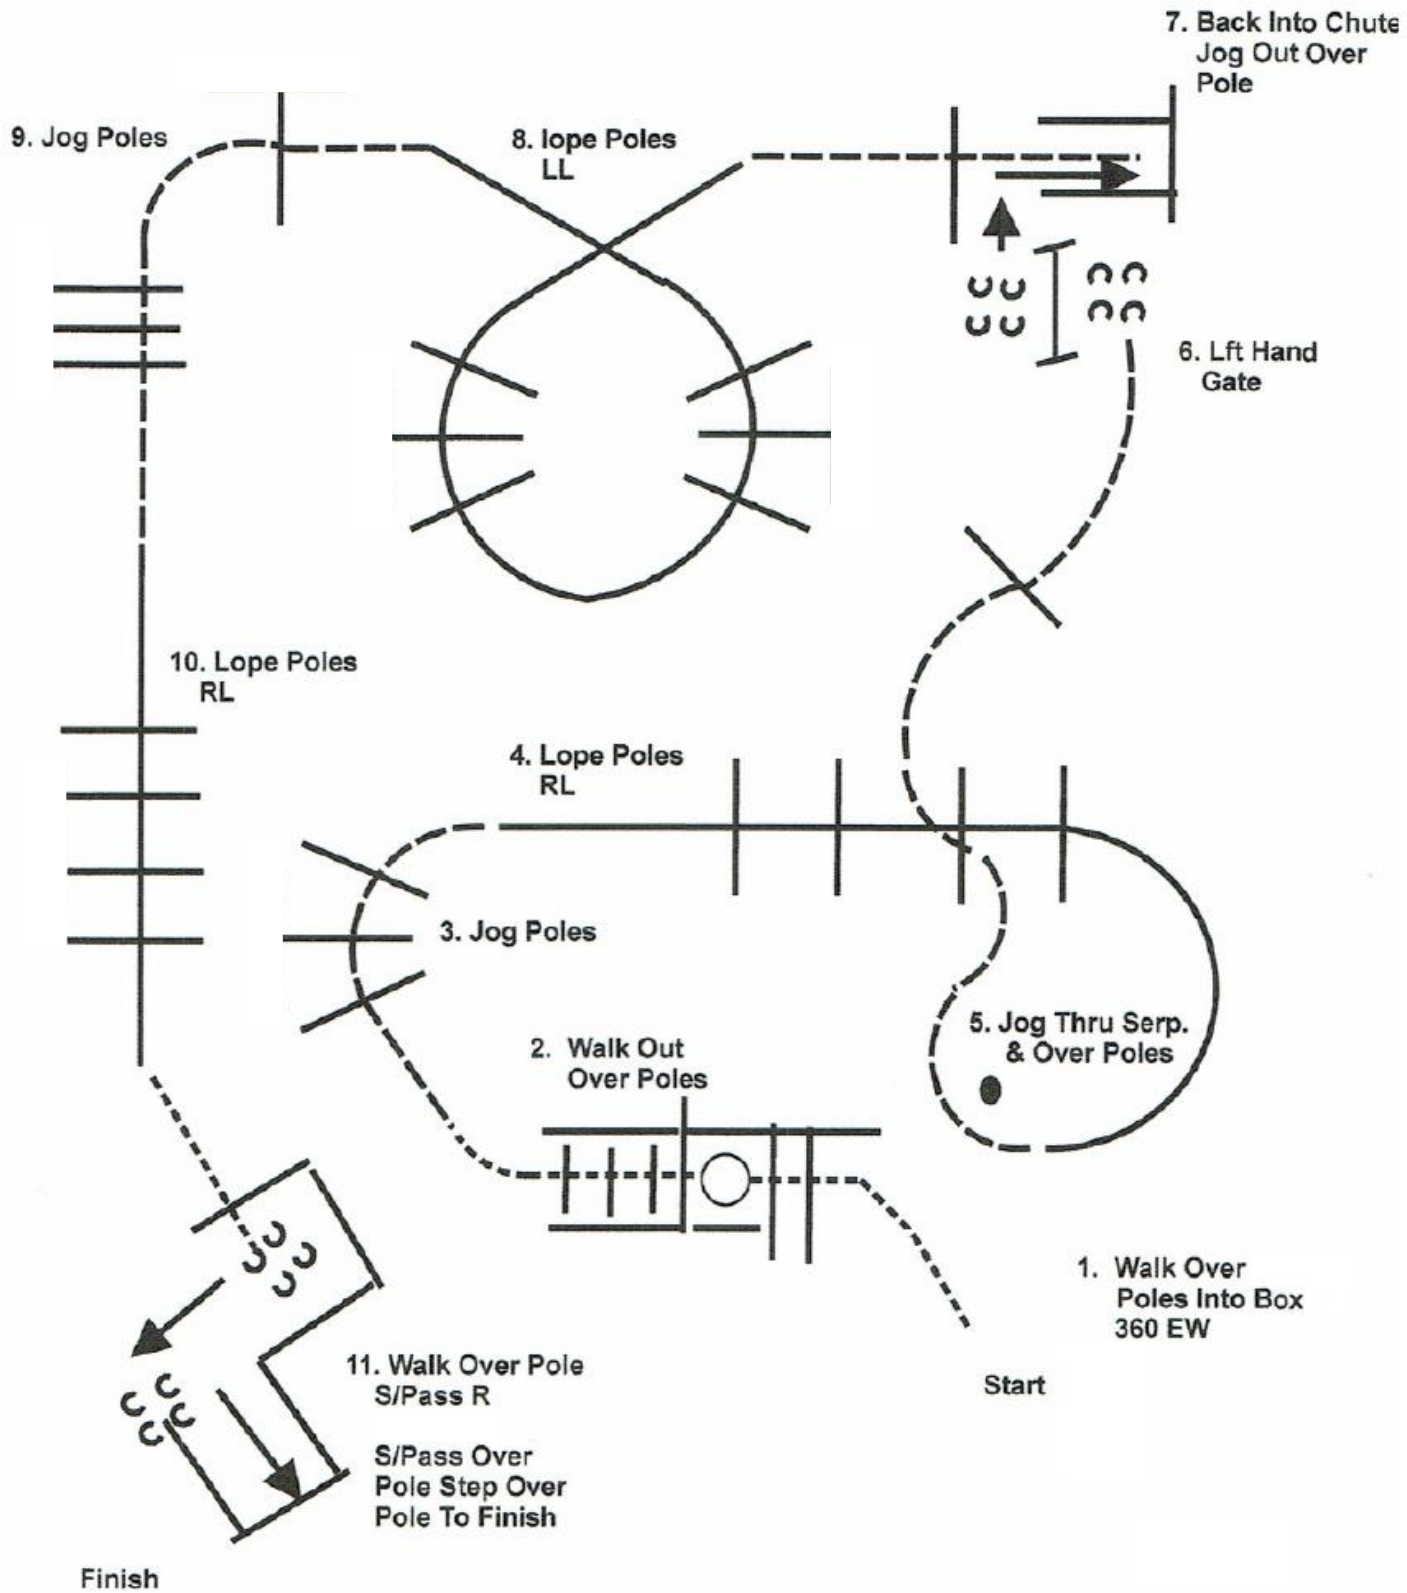 7. Back Into Chute
Jog Out Over
Pole
9. Jog Poles
8. lope Poles
LL
6. Lft Hand
Gate
10. Lope Poles
RL
4. Lope Poles
RL
3. Jog Poles
5. Jog Thru Serp.
& Over Poles
2. Walk Out
Over Poles
1. Walk Over
Poles Into Box
360 EW
Start
11. Walk Over Pole
S/Pass R
S/Pass Over
Pole Step Over
Pole To Finish
Finish